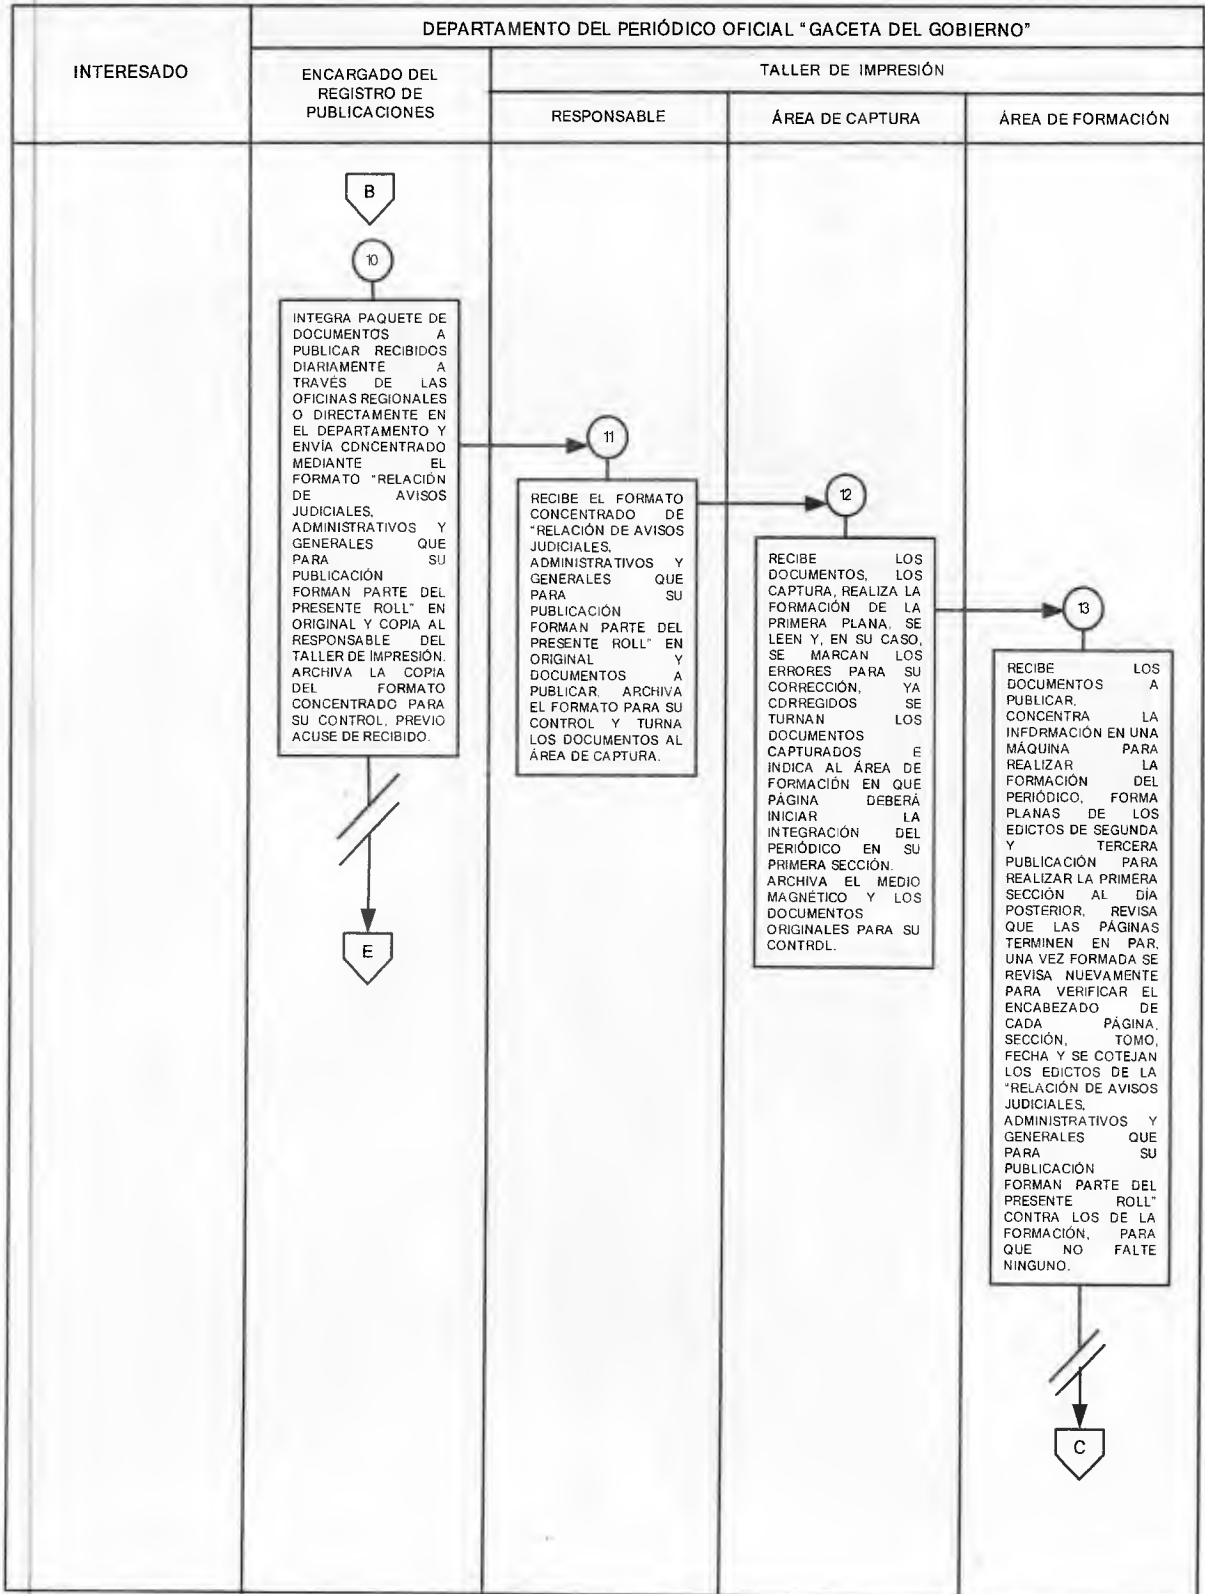 DEPARTAMENTO DEL PERIÓDICO OFICIAL "GACETA DEL GOBIERNO"
INTERESADO
ENCARGADO DEL
REGISTRO DE
PUBLICACIONES
TALLER DE IMPRESIÓN
RESPONSABLE
ÁREA DE CAPTURA
ÁREA DE FORMACIÓN
B
10
INTEGRA PAQUETE DE
DOCUMENTOS A
PUBLICAR RECIBIDOS
DIARIAMENTE A
TRAVÉS DE LAS
OFICINAS REGIONALES
O DIRECTAMENTE EN
EL DEPARTAMENTO Y
ENVÍA CONCENTRADO
MEDIANTE EL
FORMATO "RELACIÓN
DE AVISOS
JUDICIALES,
ADMINISTRATIVOS Y
GENERALES QUE
PARA SU
PUBLICACIÓN
FORMAN PARTE DEL
PRESENTE ROLL" EN
ORIGINAL Y COPIA AL
RESPONSABLE DEL
TALLER DE IMPRESIÓN.
ARCHIVA LA COPIA
DEL FORMATO
CONCENTRADO PARA
SU CONTROL, PREVIO
ACUSE DE RECIBIDO.
E
11
RECIBE EL FORMATO
CONCENTRADO DE
"RELACIÓN DE AVISOS
JUDICIALES,
ADMINISTRATIVOS Y
GENERALES QUE
PARA SU
PUBLICACIÓN
FORMAN PARTE DEL
PRESENTE ROLL" EN
ORIGINAL Y
DOCUMENTOS A
PUBLICAR, ARCHIVA
EL FORMATO PARA SU
CONTROL Y TURNA
LOS DOCUMENTOS AL
ÁREA DE CAPTURA.
12
RECIBE LOS
DOCUMENTOS, LOS
CAPTURA, REALIZA LA
FORMACIÓN DE LA
PRIMERA PLANA, SE
LEEN Y, EN SU CASO,
SE MARCAN LOS
ERRORES PARA SU
CORRECCIÓN, YA
CORREGIDOS SE
TURNAN LOS
DOCUMENTOS
CAPTURADOS E
INDICA AL ÁREA DE
FORMACIÓN EN QUE
PÁGINA DEBERÁ
INICIAR LA
INTEGRACIÓN DEL
PERIÓDICO EN SU
PRIMERA SECCIÓN.
ARCHIVA EL MEDIO
MAGNÉTICO Y LOS
DOCUMENTOS
ORIGINALES PARA SU
CONTROL.
13
RECIBE LOS
DOCUMENTOS A
PUBLICAR,
CONCENTRA LA
INFORMACIÓN EN UNA
MÁQUINA PARA
REALIZAR LA
FORMACIÓN DEL
PERIÓDICO, FORMA
PLANAS DE LOS
EDICTOS DE SEGUNDA
Y TERCERA
PUBLICACIÓN PARA
REALIZAR LA PRIMERA
SECCIÓN AL DÍA
POSTERIOR, REVISA
QUE LAS PÁGINAS
TERMINEN EN PAR,
UNA VEZ FORMADA SE
REVISA NUEVAMENTE
PARA VERIFICAR EL
ENCABEZADO DE
CADA PÁGINA,
SECCIÓN, TOMO,
FECHA Y SE COTEJAN
LOS EDICTOS DE LA
"RELACIÓN DE AVISOS
JUDICIALES,
ADMINISTRATIVOS Y
GENERALES QUE
PARA SU
PUBLICACIÓN
FORMAN PARTE DEL
PRESENTE ROLL"
CONTRA LOS DE LA
FORMACIÓN, PARA
QUE NO FALTE
NINGUNO.
C